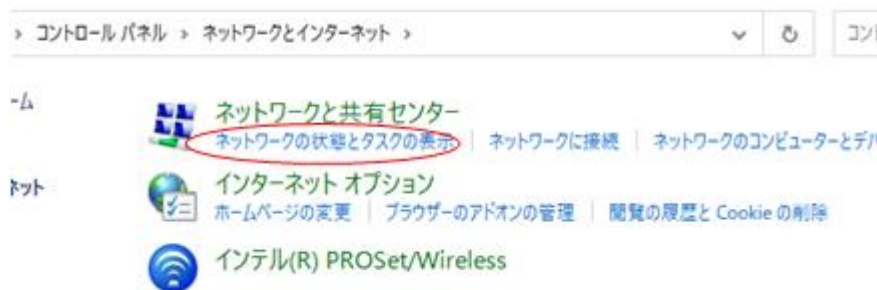 › コントロール パネル › ネットワークとインターネット ›
ネットワークと共有センター
ネットワークの状態とタスクの表示 | ネットワークに接続 | ネットワークのコンピューターとデバ
インターネット オプション
ホームページの変更 | ブラウザーのアドオンの管理 | 閲覧の履歴と Cookie の削除
インテル(R) PROSet/Wireless